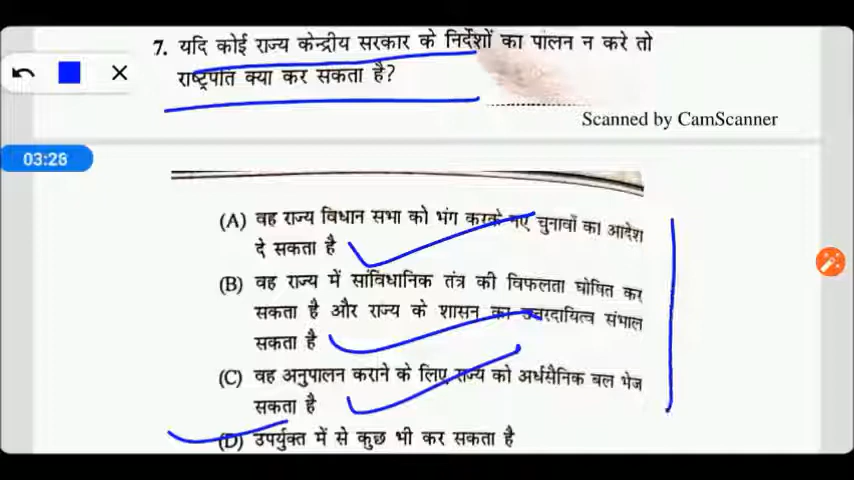 7. यदि कोई राज्य केन्द्रीय सरकार के निर्देशों का पालन न करे तो
राष्ट्रपति क्या कर सकता है?
Scanned by CamScanner
03:28
(A) वह राज्य विधान सभा को भंग करके नए चुनावों का आदेश
दे सकता है
(B) वह राज्य में सांविधानिक तंत्र की विफलता घोषित कर
सकता है और राज्य के शासन का उत्तरदायित्व संभाल
सकता है
(C) वह अनुपालन कराने के लिए राज्य को अर्धसैनिक बल भेज
सकता है
(D) उपर्युक्त में से कुछ भी कर सकता है